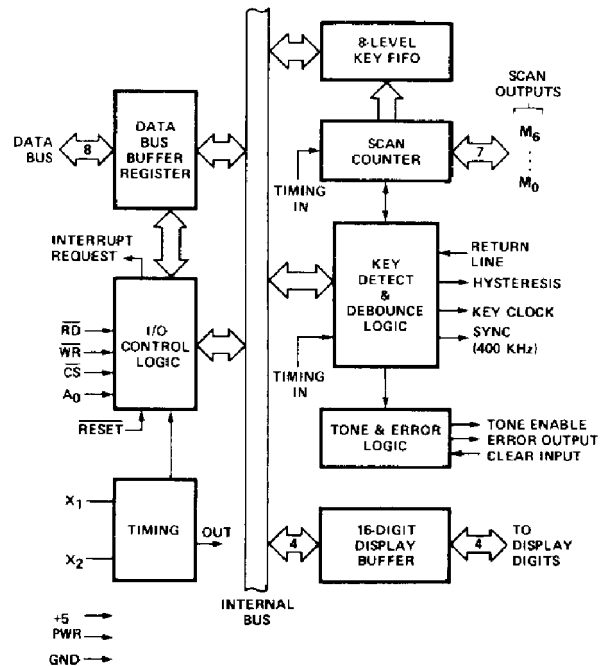 8-LEVEL
KEY FIFO
SCAN
OUTPUTS
DATA
BUS
8
DATA
BUS
BUFFER
REGISTER
SCAN
COUNTER
7
M6
M0
TIMING
IN
INTERRUPT
REQUEST
KEY
DETECT
&
DEBOUNCE
LOGIC
RETURN
LINE
HYSTERESIS
KEY CLOCK
SYNC
(400 KHz)
RD
WR
CS
A0
I/O
CONTROL
LOGIC
TIMING
IN
RESET
TONE & ERROR
LOGIC
TONE ENABLE
ERROR OUTPUT
CLEAR INPUT
X1
X2
TIMING
OUT
4
16-DIGIT
DISPLAY
BUFFER
4
TO
DISPLAY
DIGITS
INTERNAL
BUS
+5
PWR
GND